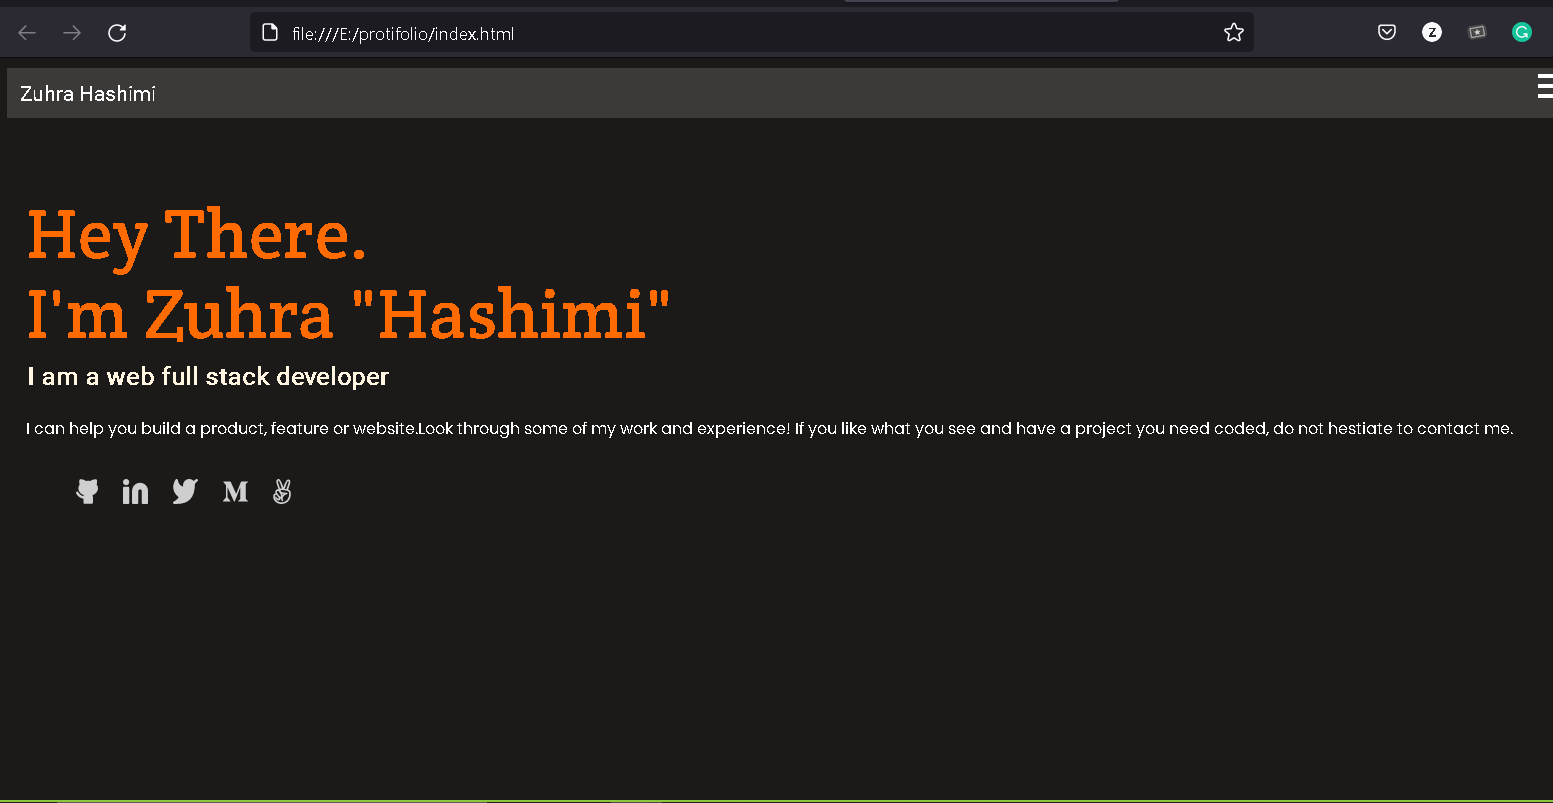 file:///E:/protifolio/index.html
Z
G
Zuhra Hashimi
Hey There.
I'm Zuhra "Hashimi"
I am a web full stack developer
I can help you build a product, feature or website.Look through some of my work and experience! If you like what you see and have a project you need coded, do not hestiate to contact me.
in
M